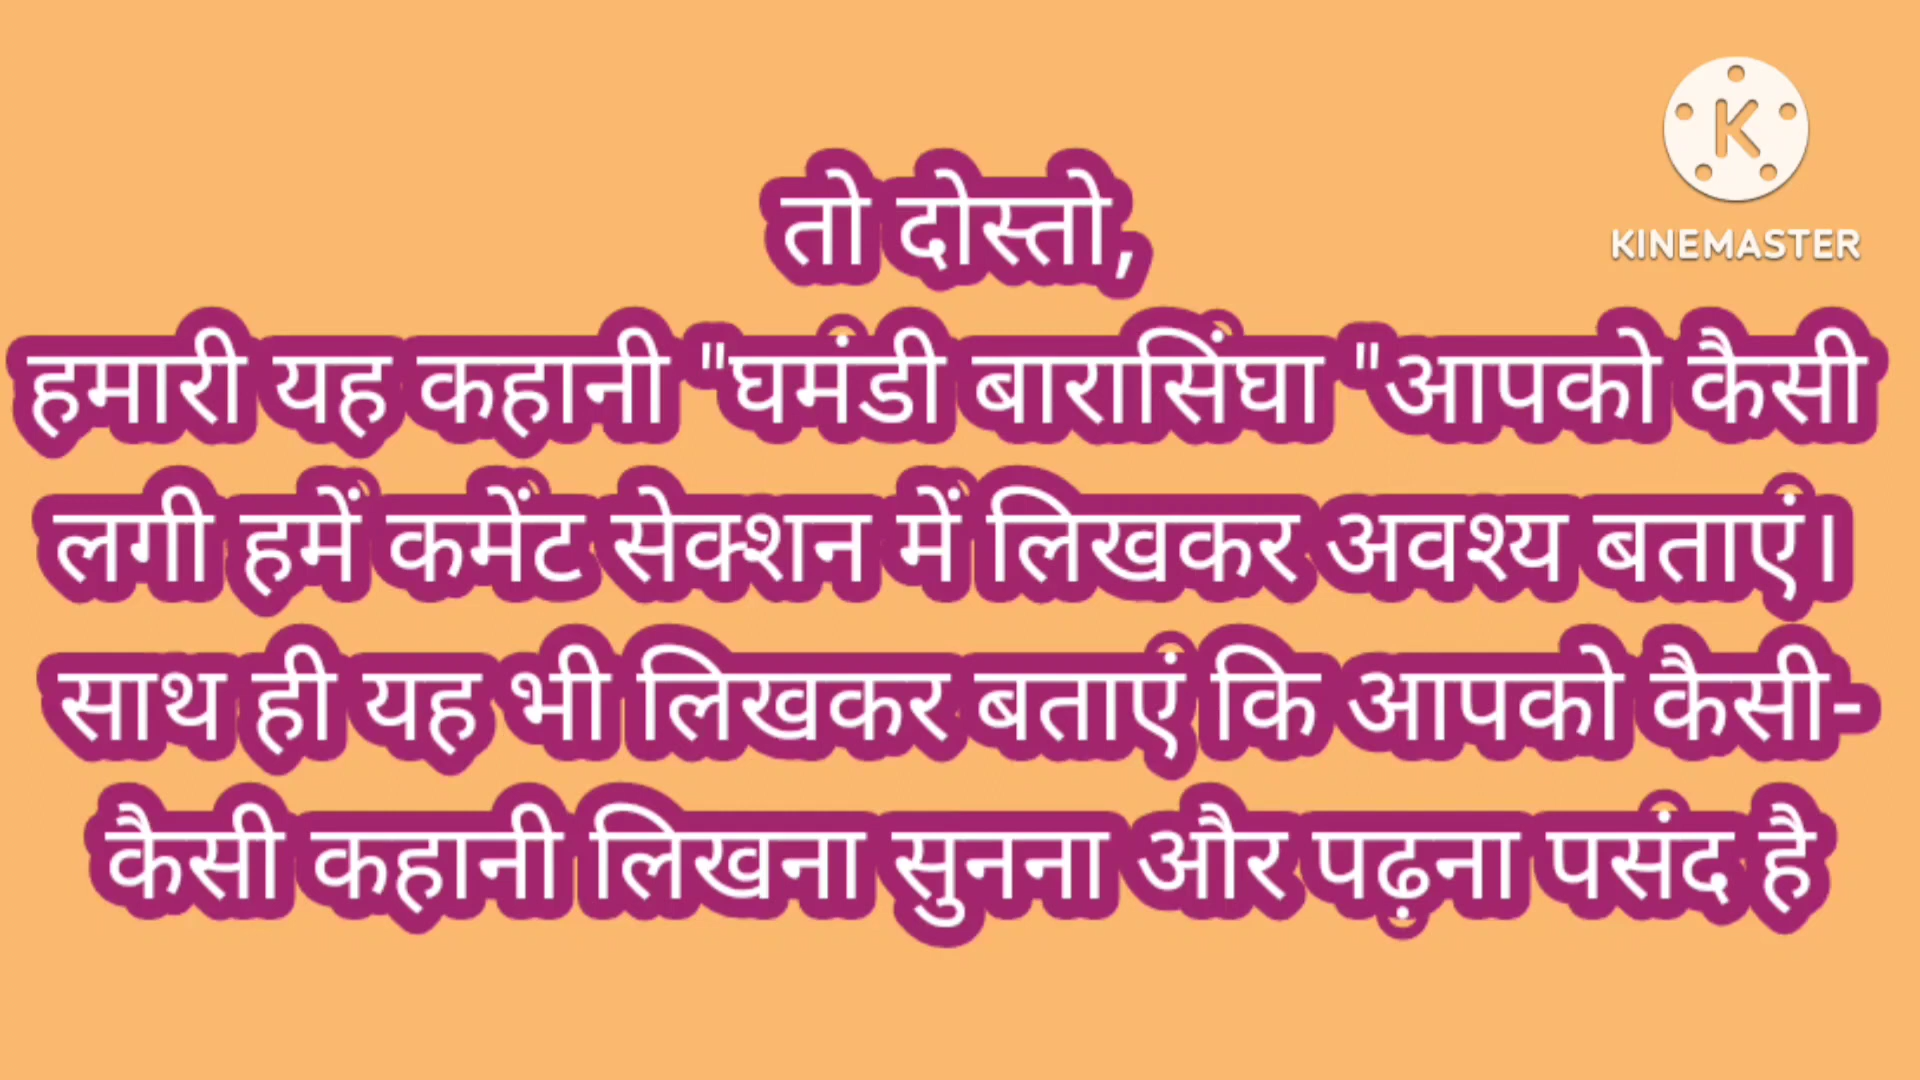 KINEMASTER
तो दोस्तो,
हमारी यह कहानी "घमंडी बारासिंघा "आपको कैसी
लगी हमें कमेंट सेक्शन में लिखकर अवश्य बताएं।
साथ ही यह भी लिखकर बताएं कि आपको कैसी-
कैसी कहानी लिखना सुनना और पढ़ना पसंद है